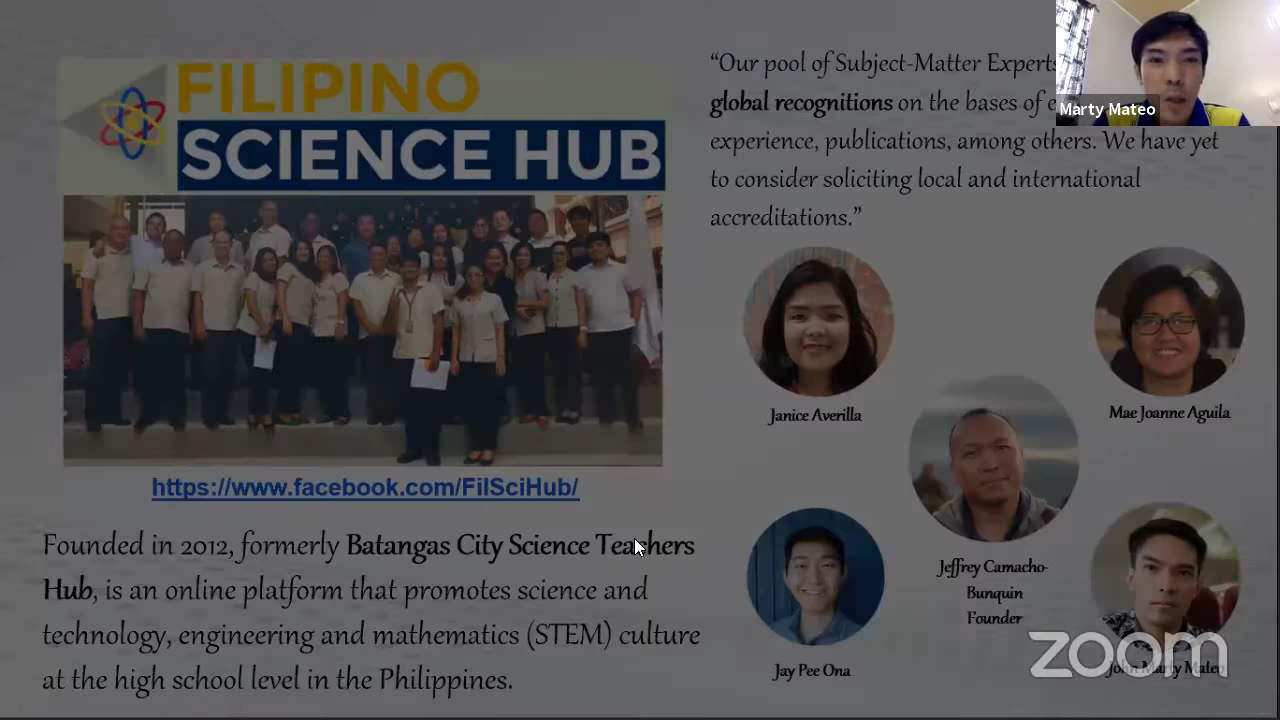 FILIPINO
SCIENCE HUB
https://www.facebook.com/FilSciHub/
Founded in 2012, formerly Batangas City Science Teachers
Hub, is an online platform that promotes science and
technology, engineering and mathematics (STEM) culture
at the high school level in the Philippines.
“Our pool of Subject-Matter Experts
global recognitions on the bases of
experience, publications, among others. We have yet
to consider soliciting local and international
accreditations.”
Marty Mateo
Janice Averilla
Mae Joanne Aguila
Jeffrey Camacho-
Bunquin
Founder
Jay Pee Ona
John Marty Mateo
zoom